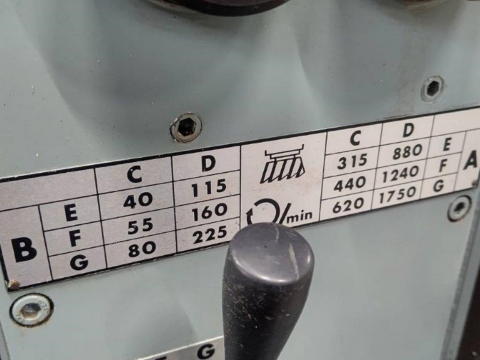 C D C D
E 40 115 315 880 E
B F 55 160 440 1240 F A
G 80 225 /min 620 1750 G
G